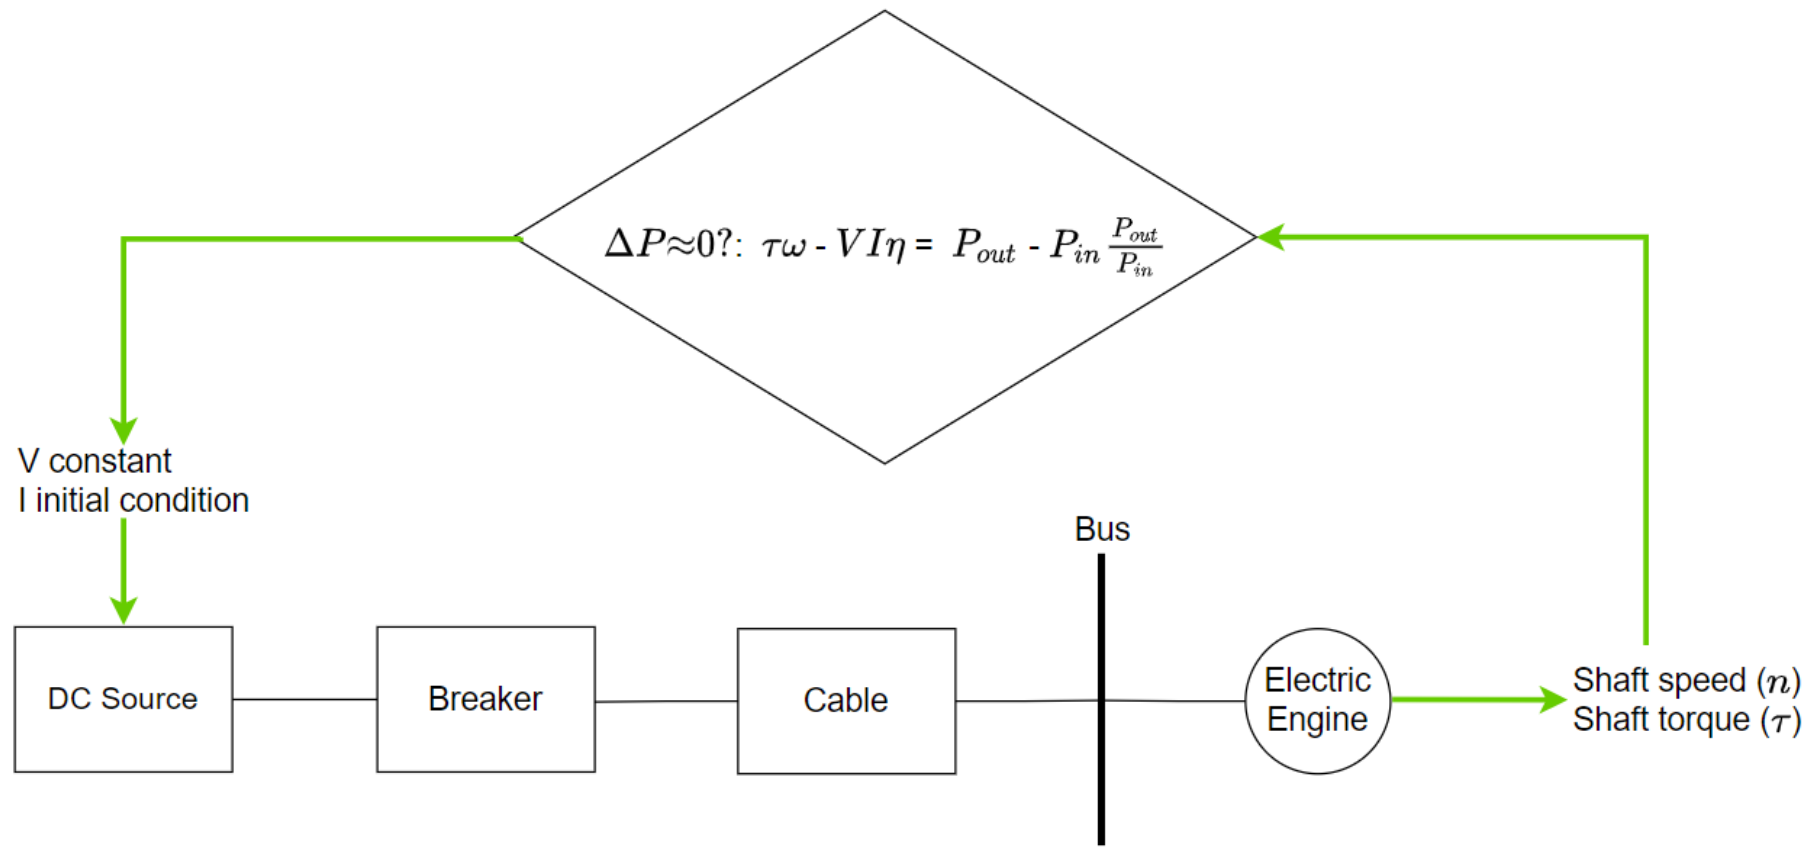 ΔP≈0?: τω - VIη = P_out - P_in P_out/P_in
V constant
I initial condition
Bus
DC Source
Breaker
Cable
Electric
Engine
Shaft speed (n)
Shaft torque (τ)